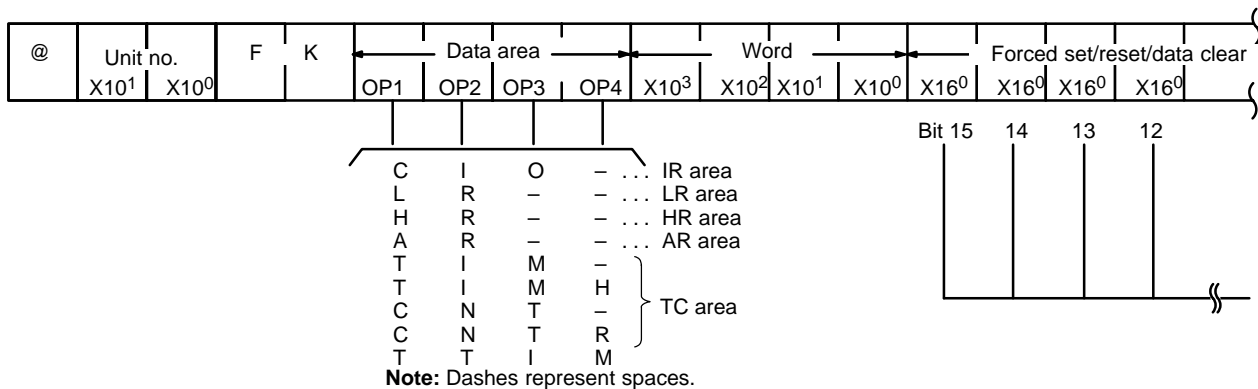 @ Unit no. F K Data area Word Forced set/reset/data clear
X10¹ X10⁰ OP1 OP2 OP3 OP4 X10³ X10² X10¹ X10⁰ X16⁰ X16⁰ X16⁰ X16⁰
Bit 15 14 13 12
C I O – . . . IR area
L R – – . . . LR area
H R – – . . . HR area
A R – – . . . AR area
T I M –
T I M H
C N T – TC area
C N T R
T T I M
Note: Dashes represent spaces.